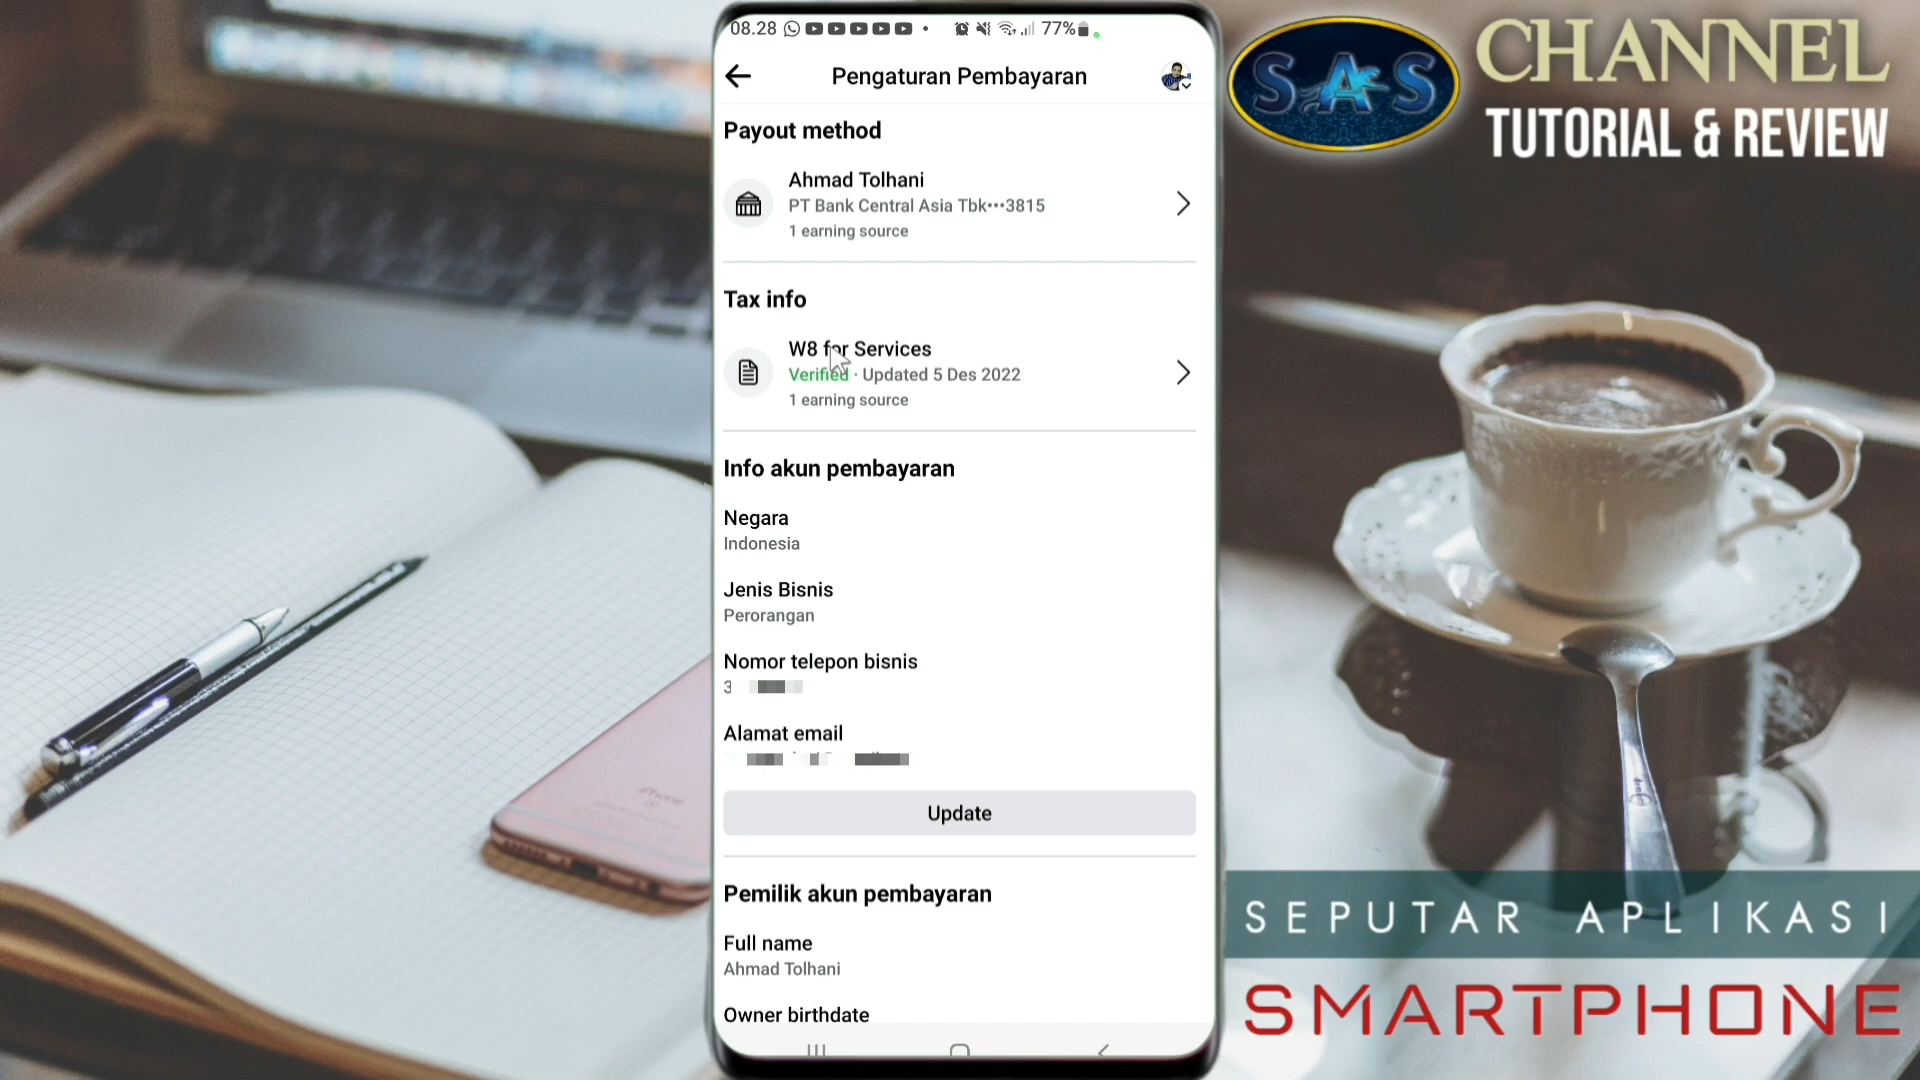 08.28
77%
Pengaturan Pembayaran
Payout method
Ahmad Tolhani
PT Bank Central Asia Tbk•••3815
1 earning source
Tax info
W8 for Services
Verified · Updated 5 Des 2022
1 earning source
Info akun pembayaran
Negara
Indonesia
Jenis Bisnis
Perorangan
Nomor telepon bisnis
3
Alamat email
Update
Pemilik akun pembayaran
Full name
Ahmad Tolhani
Owner birthdate
SAS
CHANNEL
TUTORIAL & REVIEW
SEPUTAR APLIKASI
SMARTPHONE
iPhone